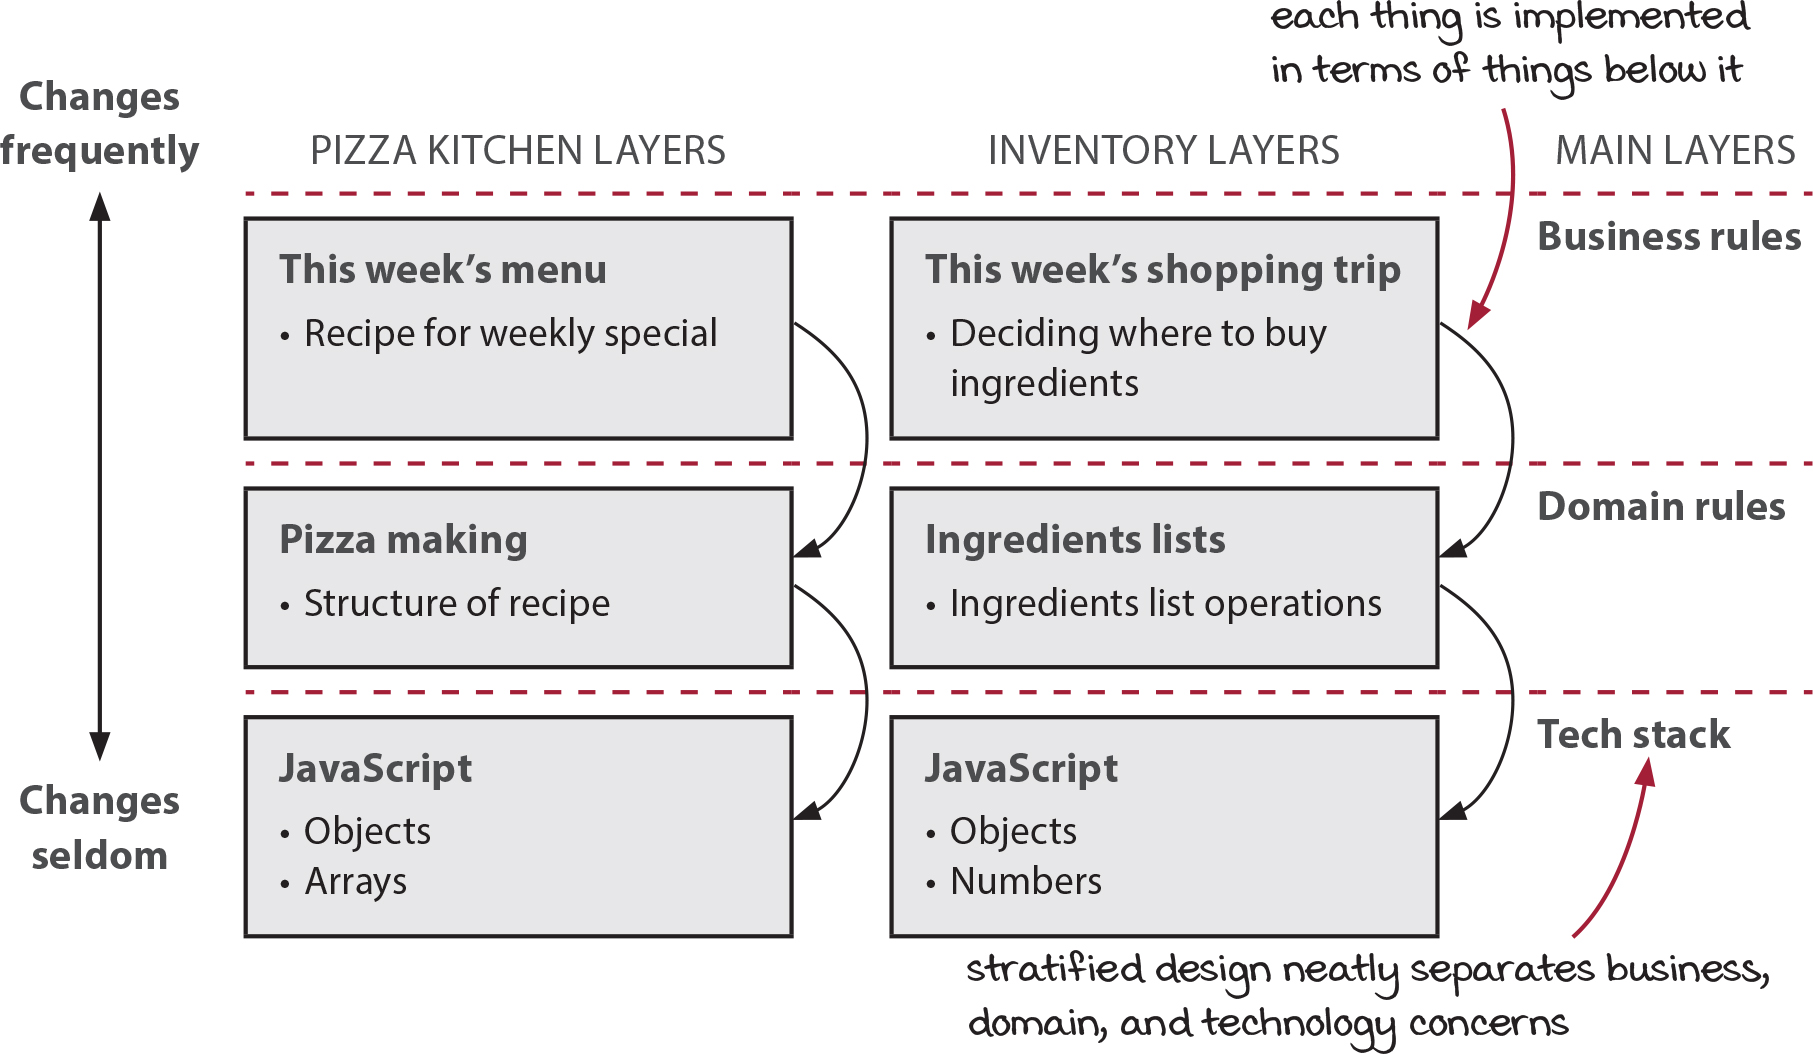 each thing is implemented
in terms of things below it
Changes
frequently
PIZZA KITCHEN LAYERS
INVENTORY LAYERS
MAIN LAYERS
Business rules
This week’s menu
• Recipe for weekly special
This week’s shopping trip
• Deciding where to buy
ingredients
Domain rules
Pizza making
• Structure of recipe
Ingredients lists
• Ingredients list operations
Tech stack
Changes
seldom
JavaScript
• Objects
• Arrays
JavaScript
• Objects
• Numbers
stratified design neatly separates business,
domain, and technology concerns